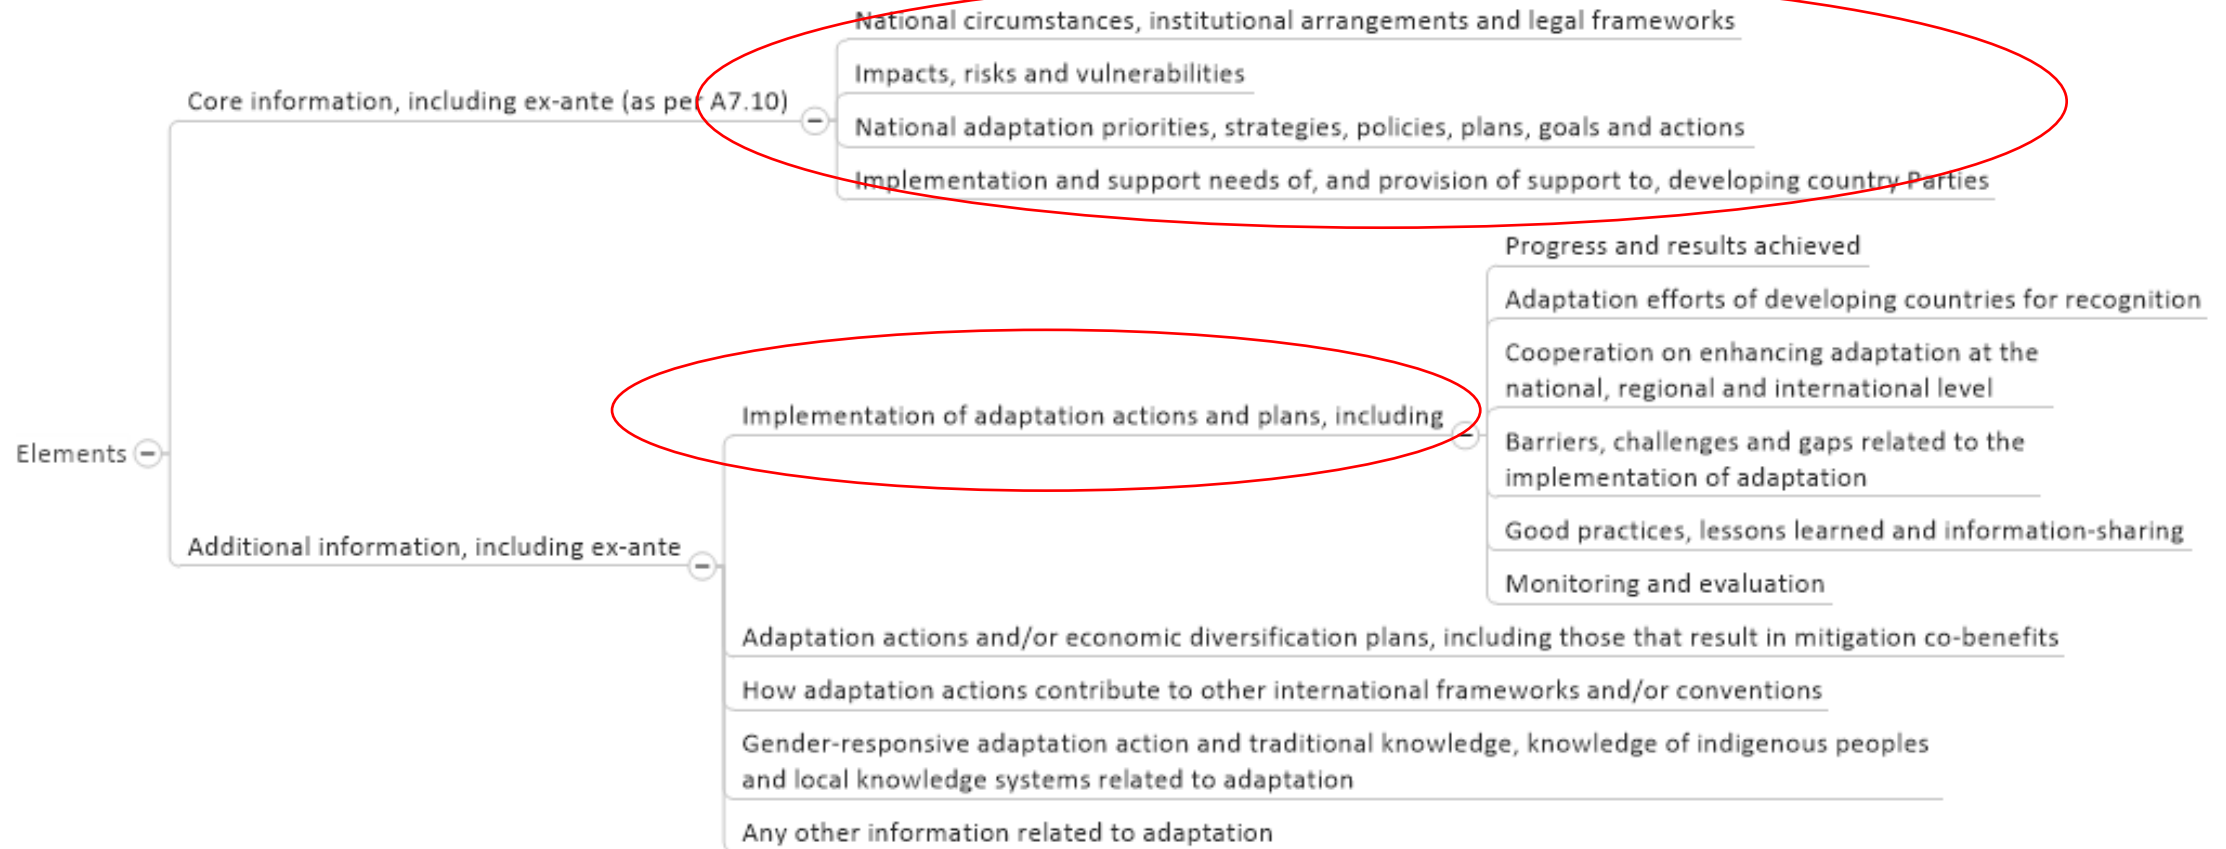 National circumstances, institutional arrangements and legal frameworks
Impacts, risks and vulnerabilities
Core information, including ex-ante (as per A7.10)
National adaptation priorities, strategies, policies, plans, goals and actions
Implementation and support needs of, and provision of support to, developing country Parties
Progress and results achieved
Adaptation efforts of developing countries for recognition
Cooperation on enhancing adaptation at the
national, regional and international level
Implementation of adaptation actions and plans, including
Barriers, challenges and gaps related to the
implementation of adaptation
Elements
Good practices, lessons learned and information-sharing
Additional information, including ex-ante
Monitoring and evaluation
Adaptation actions and/or economic diversification plans, including those that result in mitigation co-benefits
How adaptation actions contribute to other international frameworks and/or conventions
Gender-responsive adaptation action and traditional knowledge, knowledge of indigenous peoples
and local knowledge systems related to adaptation
Any other information related to adaptation